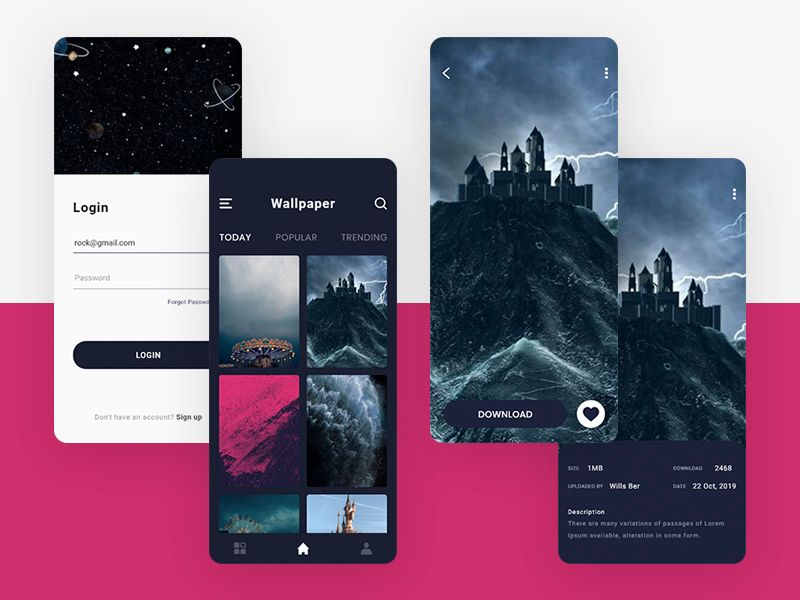 Login
rock@gmail.com
Password
Forgot
LOGIN
Don't have an account? Sign up
Wallpaper
TODAY POPULAR TRENDING
DOWNLOAD
SIZE 1MB DOWNLOAD 2468
UPLOADED BY Wills Ber DATE 22 Oct, 2019
Description
There are many variations of passages of Lorem
Ipsum available, alteration in some form.